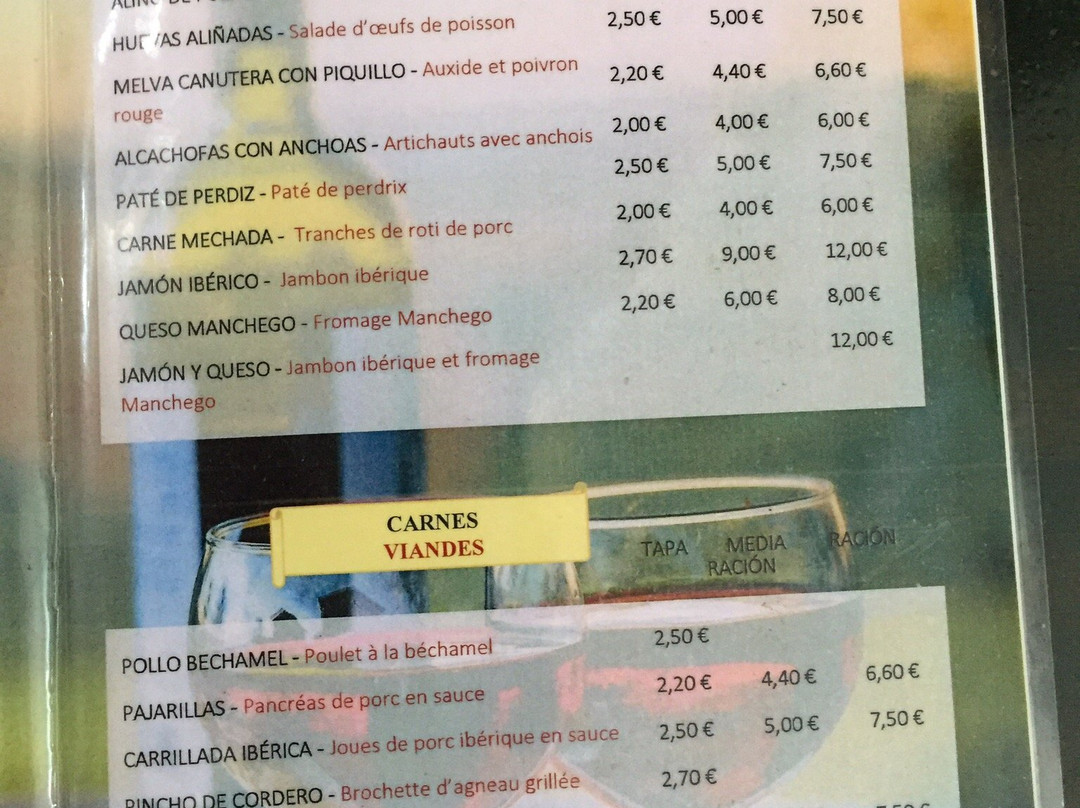 ALIÑO DE
HUEVAS ALIÑADAS - Salade d'œufs de poisson 2,50 € 5,00 € 7,50 €
MELVA CANUTERA CON PIQUILLO - Auxide et poivron 2,20 € 4,40 € 6,60 €
rouge
ALCACHOFAS CON ANCHOAS - Artichauts avec anchois 2,00 € 4,00 € 6,00 €
PATÉ DE PERDIZ - Paté de perdrix 2,50 € 5,00 € 7,50 €
CARNE MECHADA - Tranches de roti de porc 2,00 € 4,00 € 6,00 €
JAMÓN IBÉRICO - Jambon ibérique 2,70 € 9,00 € 12,00 €
QUESO MANCHEGO - Fromage Manchego 2,20 € 6,00 € 8,00 €
JAMÓN Y QUESO - Jambon ibérique et fromage 12,00 €
Manchego
CARNES
VIANDES
TAPA MEDIA RACIÓN
RACIÓN
POLLO BECHAMEL - Poulet à la béchamel 2,50 €
PAJARILLAS - Pancréas de porc en sauce 2,20 € 4,40 € 6,60 €
CARRILLADA IBÉRICA - Joues de porc ibérique en sauce 2,50 € 5,00 € 7,50 €
PINCHO DE CORDERO - Brochette d'agneau grillée 2,70 €